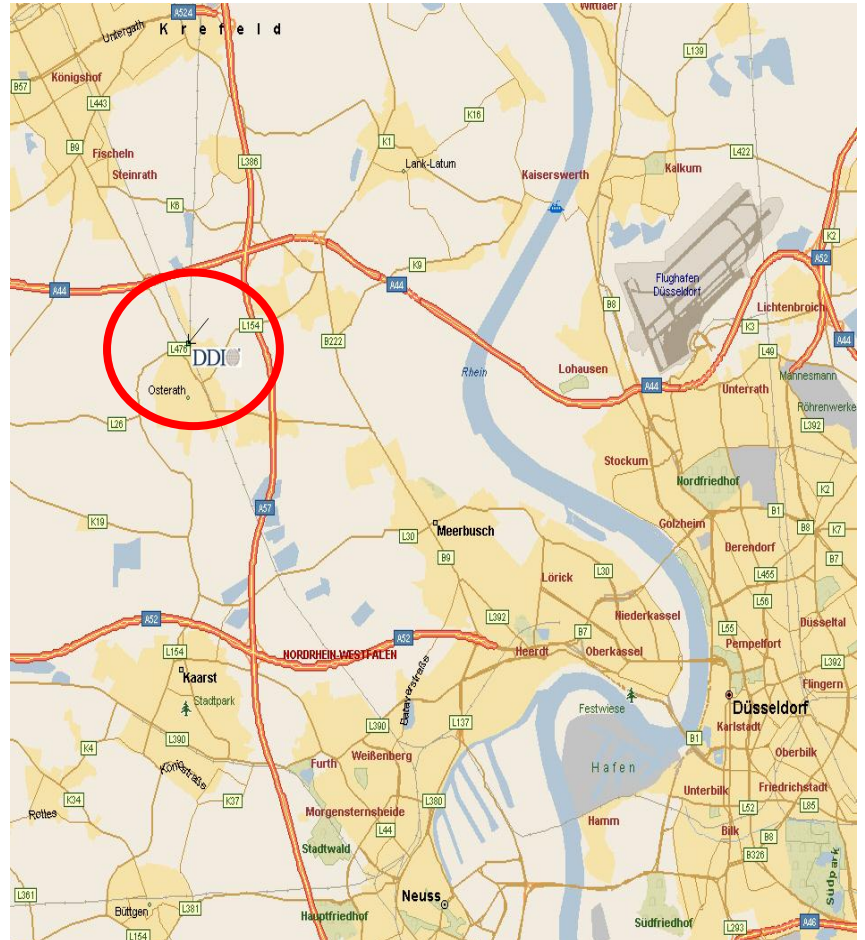 Wittlaer
A524
Untergath
Krefeld
L139
B57
Königshof
L443
K16
K1
B9
Fischeln
L386
Lank-Latum
L422
Steinrath
Kaiserswerth
Kalkum
K6
K2
A52
K9
A44
A44
Flughafen
Düsseldorf
B8
Lichtenbroich
L154
K3
B222
A44
L476
DDI
L49
Rhein
Lohausen
Mannesmann
A44
Unterrath
Osterath
Röhrenwerke
L26
L392
Stockum
Nordfriedhof
K2
A57
B1
K19
Golzheim
Meerbusch
B8
K7
L30
Derendorf
B9
B7
Lörick
L30
L455
L56
Niederkassel
A52
L392
Düsseltal
A52
B7
L55
Pempelfort
L154
NORDRHEIN-WESTFALEN
Heerdt
Oberkassel
L392
Kaarst
Flingern
Stadtpark
Bataverstraße
Festwiese
Düsseldorf
L390
L137
Karlstadt
L390
B1
K4
Weißenberg
Oberbilk
Furth
Hafen
Königstraße
Unterbilk
Friedrichstadt
K34
K37
L380
L52
L85
Rottes
Morgensternsheide
Hamm
L44
Bilk
B8
Stadtwald
B326
Südpark
L361
Neuss
Büttgen
L381
Hauptfriedhof
Südfriedhof
L293
A46
L154